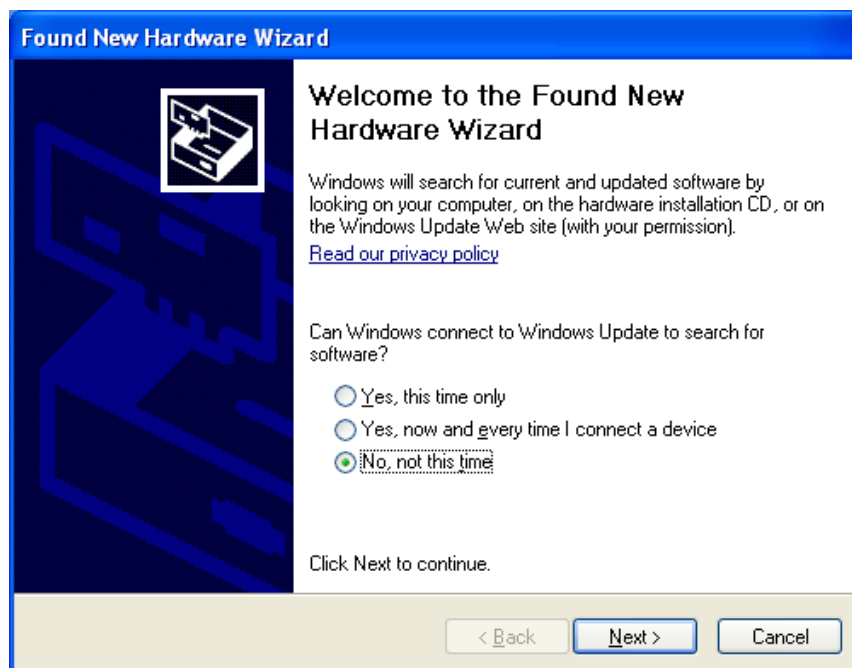 Found New Hardware Wizard
Welcome to the Found New
Hardware Wizard
Windows will search for current and updated software by
looking on your computer, on the hardware installation CD, or on
the Windows Update Web site (with your permission).
Read our privacy policy
Can Windows connect to Windows Update to search for
software?
Yes, this time only
Yes, now and every time I connect a device
No, not this time
Click Next to continue.
< Back Next > Cancel